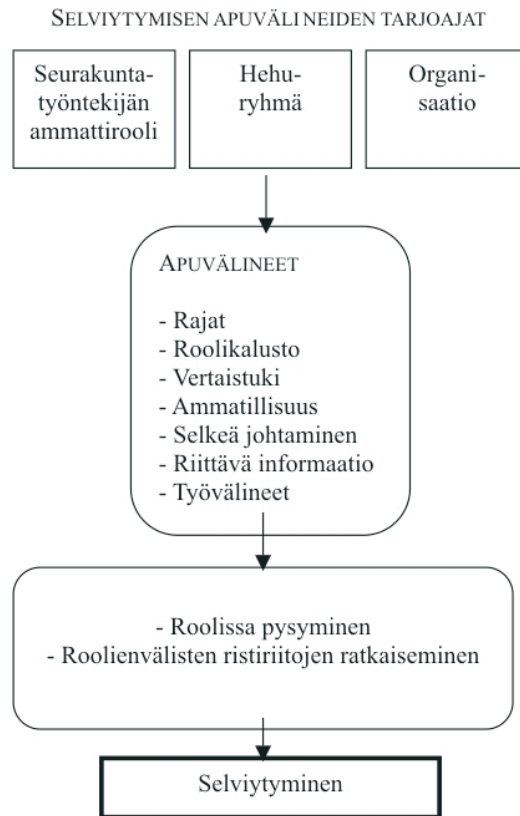 SELVIYTYMISEN APUVÄLINEIDEN TARJOAJAT
Seurakunta-
työntekijän
ammattirooli
Hehu-
ryhmä
Organi-
saatio
APUVÄLINEET
- Rajat
- Roolikalusto
- Vertaistuki
- Ammatillisuus
- Selkeä johtaminen
- Riittävä informaatio
- Työvälineet
- Roolissa pysyminen
- Roolienvälisten ristiriitojen ratkaiseminen
Selviytyminen